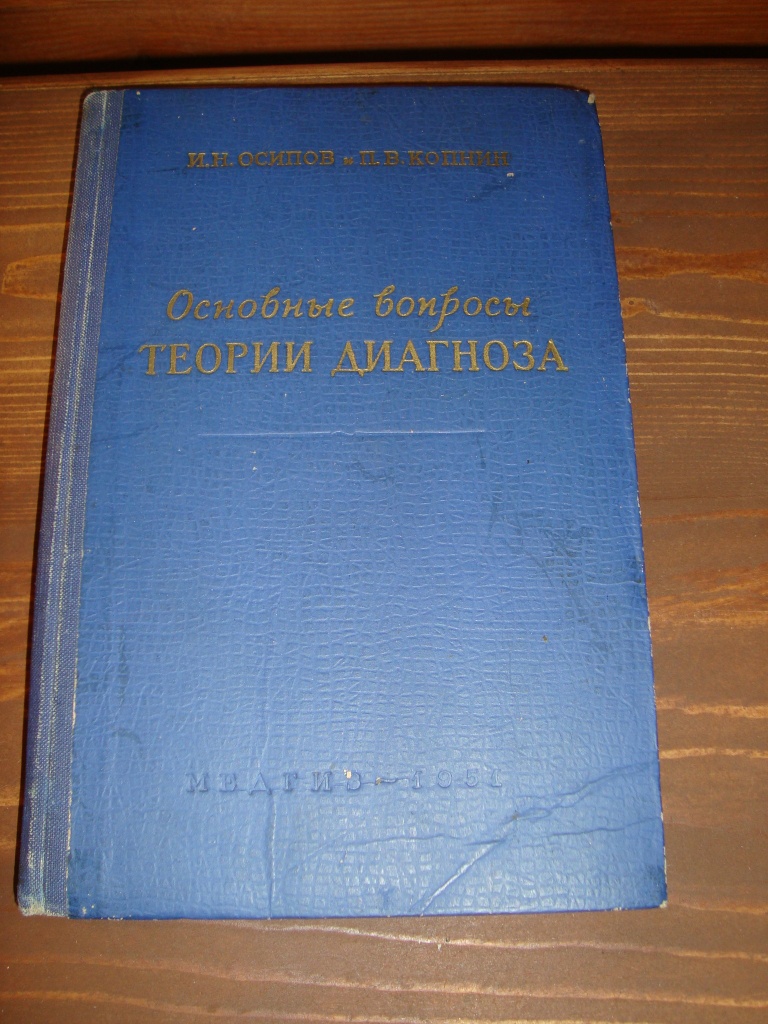 И.Н. ОСИПОВ и П.В. КОПНИН
Основные вопросы
ТЕОРИИ ДИАГНОЗА
МЕДГИЗ - 1951